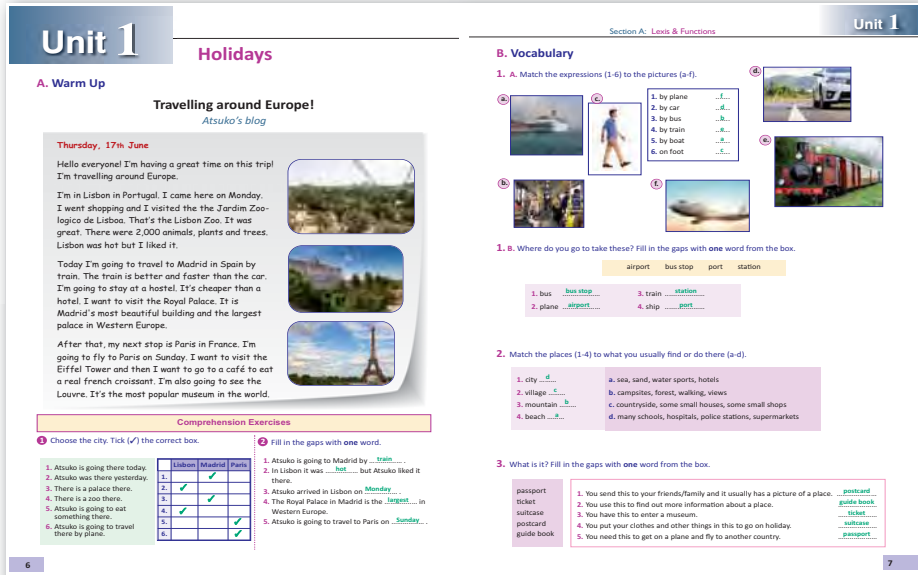 Unit 1
Holidays
A. Warm Up
Travelling around Europe!
Atsuko's blog
Thursday, 17th June
Hello everyone! I'm having a great time on this trip!
I'm travelling around Europe.
I'm in Lisbon in Portugal. I came here on Monday.
I went shopping and I visited the the Jardim Zoo-
logico de Lisboa. That's the Lisbon Zoo. It was
great. There were 2,000 animals, plants and trees.
Lisbon was hot but I liked it.
Today I'm going to travel to Madrid in Spain by
train. The train is better and faster than the car.
I'm going to stay at a hostel. It's cheaper than a
hotel. I want to visit the Royal Palace. It is
Madrid's most beautiful building and the largest
palace in Western Europe.
After that, my next stop is Paris in France. I'm
going to fly to Paris on Sunday. I want to visit the
Eiffel Tower and then I want to go to a café to eat
a real french croissant. I'm also going to see the
Louvre. It's the most popular museum in the world.
Comprehension Exercises
1 Choose the city. Tick (✓) the correct box.
1. Atsuko is going there today.
2. Atsuko was there yesterday.
3. There is a palace there.
4. There is a zoo there.
5. Atsuko is going to eat
something there.
6. Atsuko is going to travel
there by plane.
Lisbon Madrid Paris
1. ✓
2. ✓
3. ✓
4. ✓
5. ✓
6. ✓
2 Fill in the gaps with one word.
1. Atsuko is going to Madrid by train .
2. In Lisbon it was hot but Atsuko liked it
there.
3. Atsuko arrived in Lisbon on Monday .
4. The Royal Palace in Madrid is the largest in
Western Europe.
5. Atsuko is going to travel to Paris on Sunday .
6
Section A: Lexis & Functions
Unit 1
B. Vocabulary
1. A. Match the expressions (1-6) to the pictures (a-f).
a.
c.
d.
b.
f.
e.
1. by plane f
2. by car d
3. by bus b
4. by train e
5. by boat a
6. on foot c
1. B. Where do you go to take these? Fill in the gaps with one word from the box.
airport bus stop port station
1. bus bus stop 3. train station
2. plane airport 4. ship port
2. Match the places (1-4) to what you usually find or do there (a-d).
1. city d
2. village c
3. mountain b
4. beach a
a. sea, sand, water sports, hotels
b. campsites, forest, walking, views
c. countryside, some small houses, some small shops
d. many schools, hospitals, police stations, supermarkets
3. What is it? Fill in the gaps with one word from the box.
passport
ticket
suitcase
postcard
guide book
1. You send this to your friends/family and it usually has a picture of a place. postcard
2. You use this to find out more information about a place. guide book
3. You have this to enter a museum. ticket
4. You put your clothes and other things in this to go on holiday. suitcase
5. You need this to get on a plane and fly to another country. passport
7